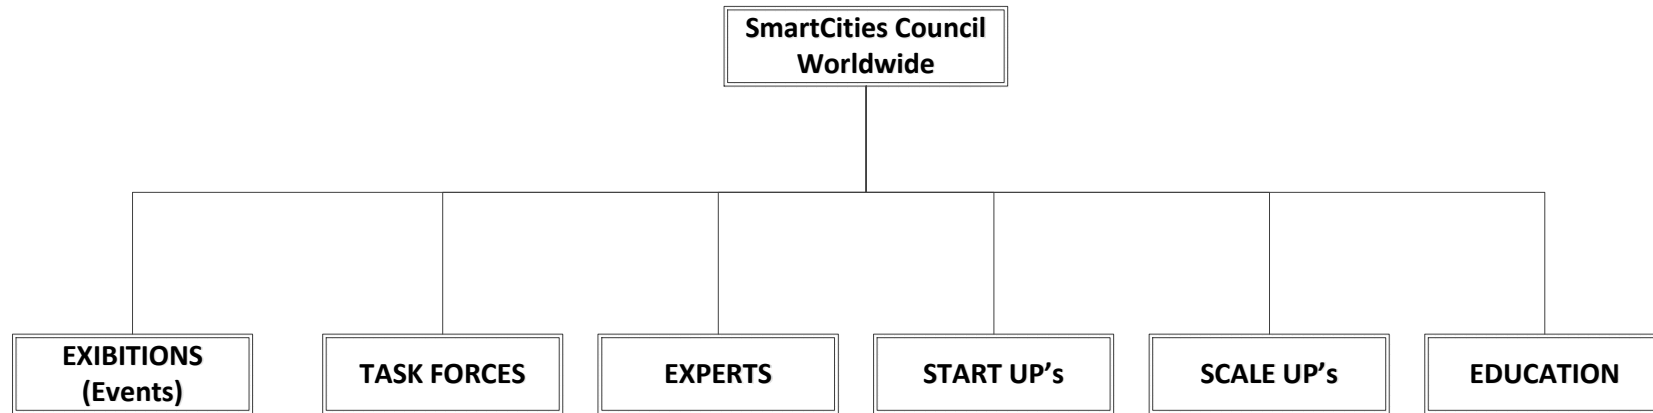 SmartCities Council
Worldwide
EXIBITIONS
(Events)
TASK FORCES
EXPERTS
START UP’s
SCALE UP’s
EDUCATION